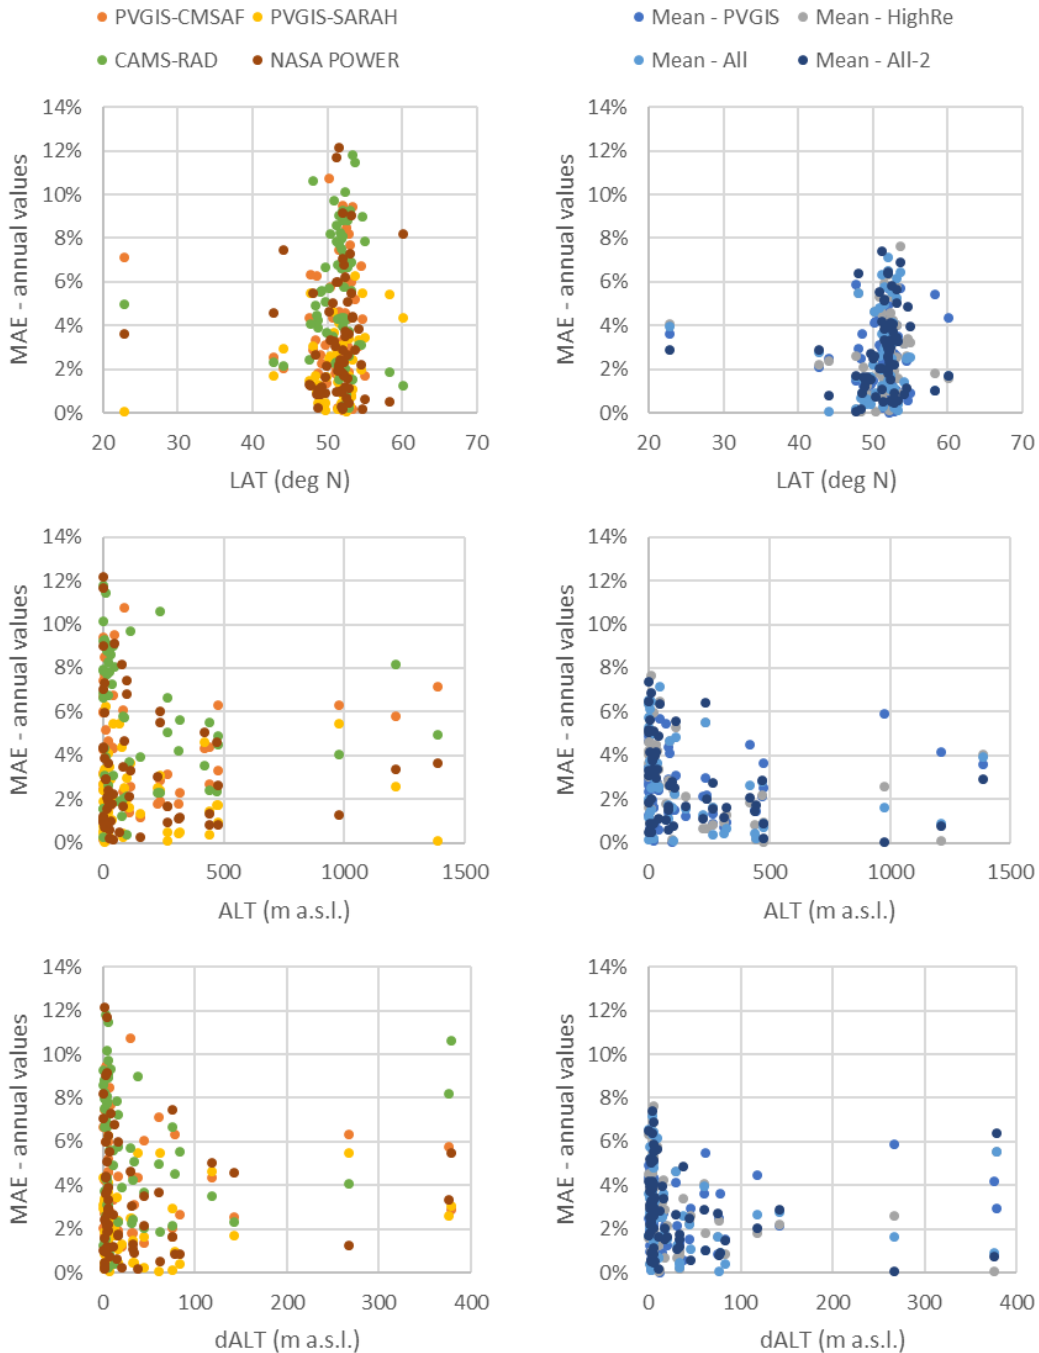 PVGIS-CMSAF PVGIS-SARAH
CAMS-RAD NASA POWER
Mean - PVGIS Mean - HighRe
Mean - All Mean - All-2
MAE - annual values
14%
12%
10%
8%
6%
4%
2%
0%
20 30 40 50 60 70
LAT (deg N)
MAE - annual values
14%
12%
10%
8%
6%
4%
2%
0%
20 30 40 50 60 70
LAT (deg N)
MAE - annual values
14%
12%
10%
8%
6%
4%
2%
0%
0 500 1000 1500
ALT (m a.s.l.)
MAE - annual values
14%
12%
10%
8%
6%
4%
2%
0%
0 500 1000 1500
ALT (m a.s.l.)
MAE - annual values
14%
12%
10%
8%
6%
4%
2%
0%
0 100 200 300 400
dALT (m a.s.l.)
MAE - annual values
14%
12%
10%
8%
6%
4%
2%
0%
0 100 200 300 400
dALT (m a.s.l.)